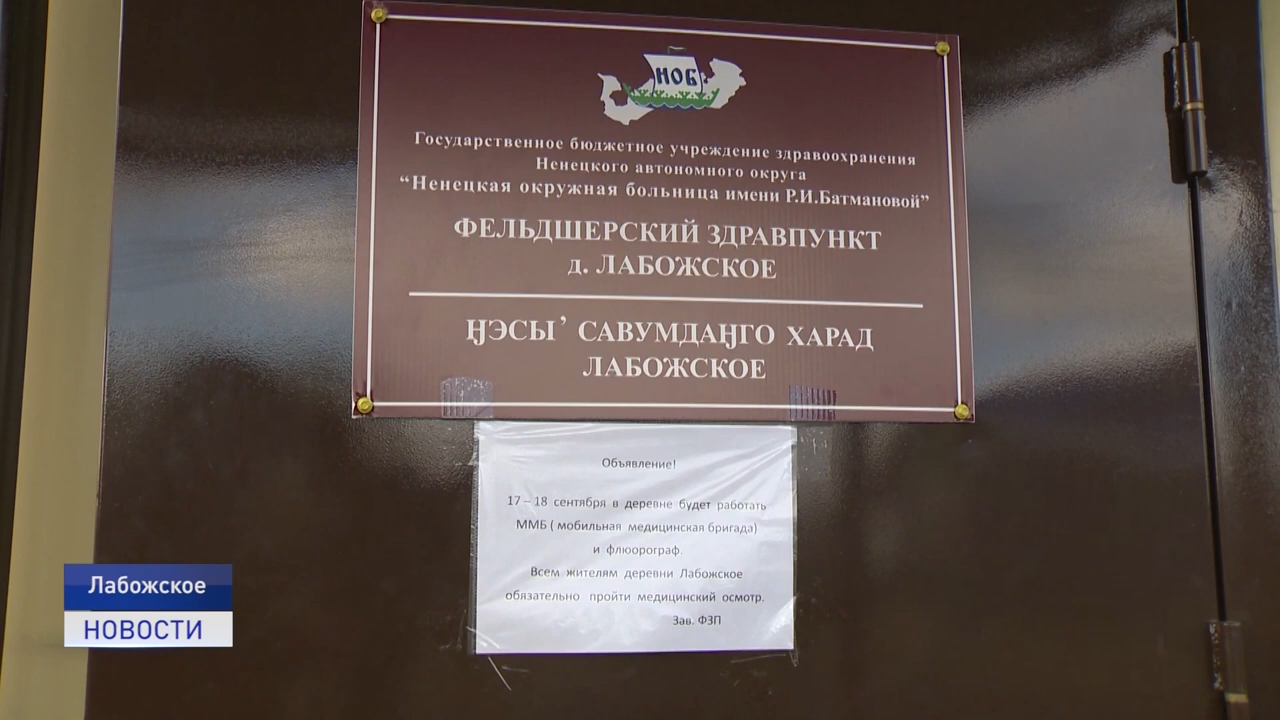 НОБ
Государственное бюджетное учреждение здравоохранения
Ненецкого автономного округа
“Ненецкая окружная больница имени Р.И.Батмановой”
ФЕЛЬДШЕРСКИЙ ЗДРАВПУНКТ
д. ЛАБОЖСКОЕ
ӇЭСЫ’ САВУМДАӇГО ХАРАД
ЛАБОЖСКОЕ
Объявление!
17 – 18 сентября в деревне будет работать
ММБ ( мобильная медицинская бригада)
и флюорограф.
Всем жителям деревни Лабожское
обязательно пройти медицинский осмотр.
Зав. ФЗП
Лабожское
НОВОСТИ